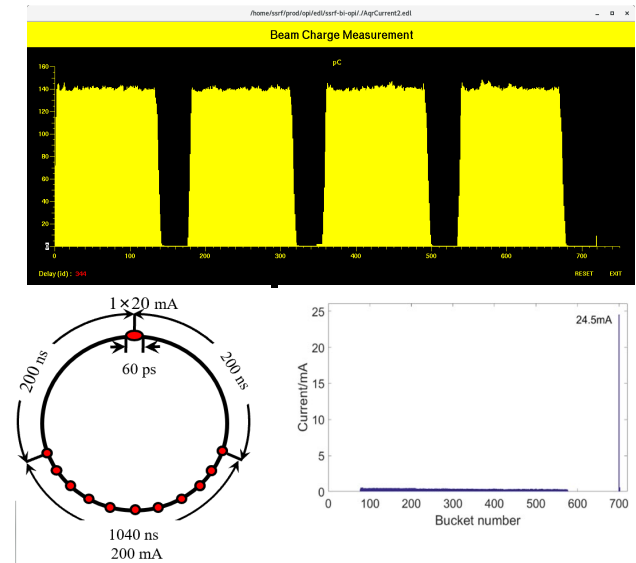 /home/ssrf/prod/opi/edl/ssrf-bi-opi/./AqrCurrent2.edl
Beam Charge Measurement
pC
160
140
120
100
80
60
40
20
0 100 200 300 400 500 600 700
Delay (id) :
RESET EXIT
1×20 mA
200 ns
200 ns
60 ps
1040 ns
200 mA
25
20
15
10
5
0
Current/mA
24.5mA
0 100 200 300 400 500 600 700
Bucket number